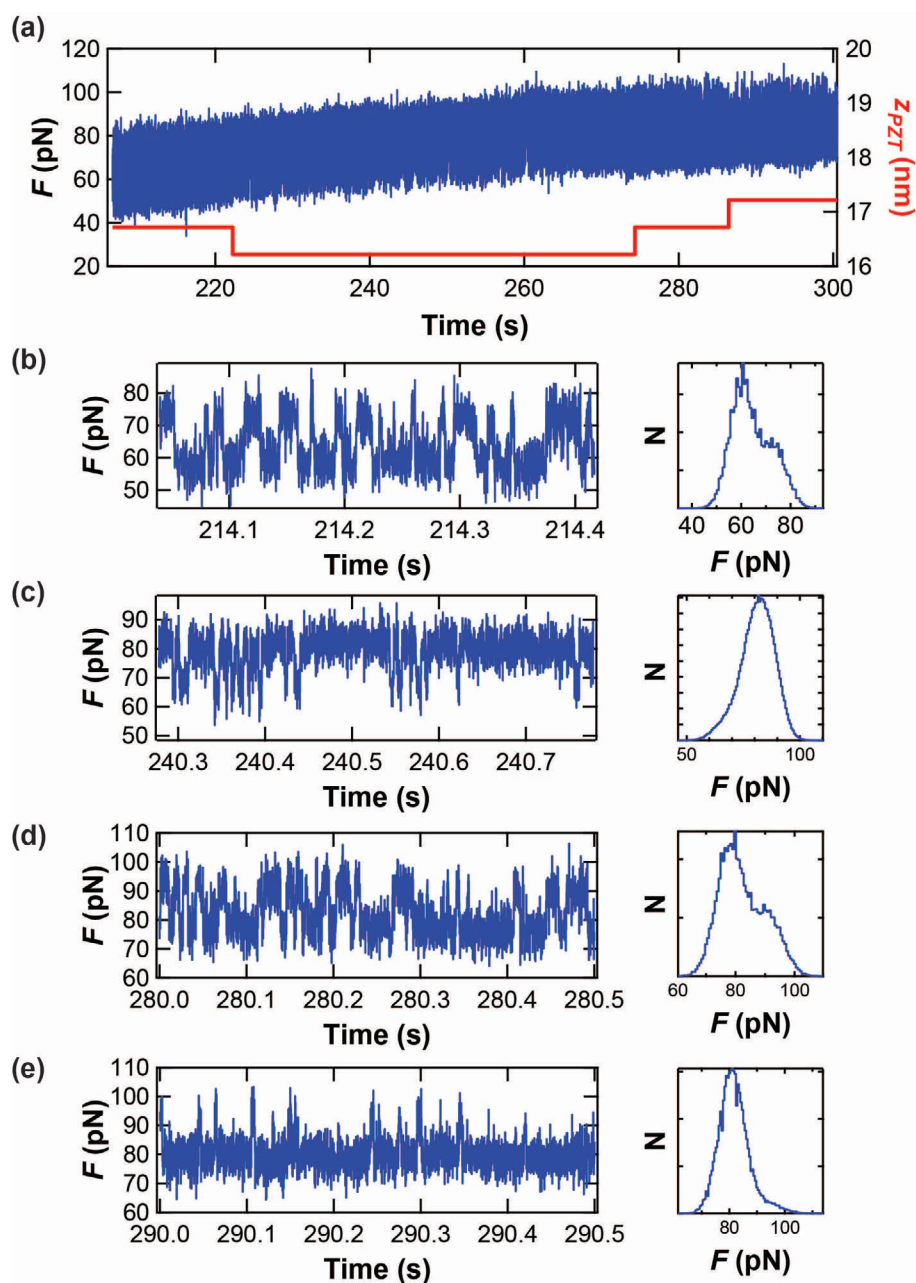 (a)
120
100
80
60
40
20
F (pN)
20
19
18
17
16
z_PZT (nm)
220 240 260 280 300
Time (s)
(b)
80
70
60
50
F (pN)
214.1 214.2 214.3 214.4
Time (s)
N
40 60 80
F (pN)
(c)
90
80
70
60
50
F (pN)
240.3 240.4 240.5 240.6 240.7
Time (s)
N
50 100
F (pN)
(d)
110
100
90
80
70
60
F (pN)
280.0 280.1 280.2 280.3 280.4 280.5
Time (s)
N
60 80 100
F (pN)
(e)
110
100
90
80
70
60
F (pN)
290.0 290.1 290.2 290.3 290.4 290.5
Time (s)
N
80 100
F (pN)